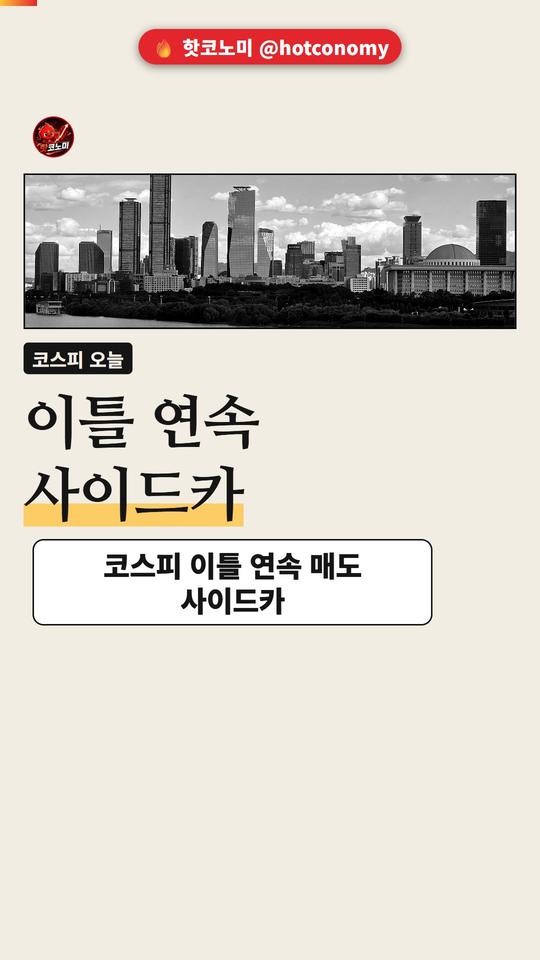 핫코노미 @hotconomy
핫코노미
코스피 오늘
이틀 연속
사이드카
코스피 이틀 연속 매도
사이드카